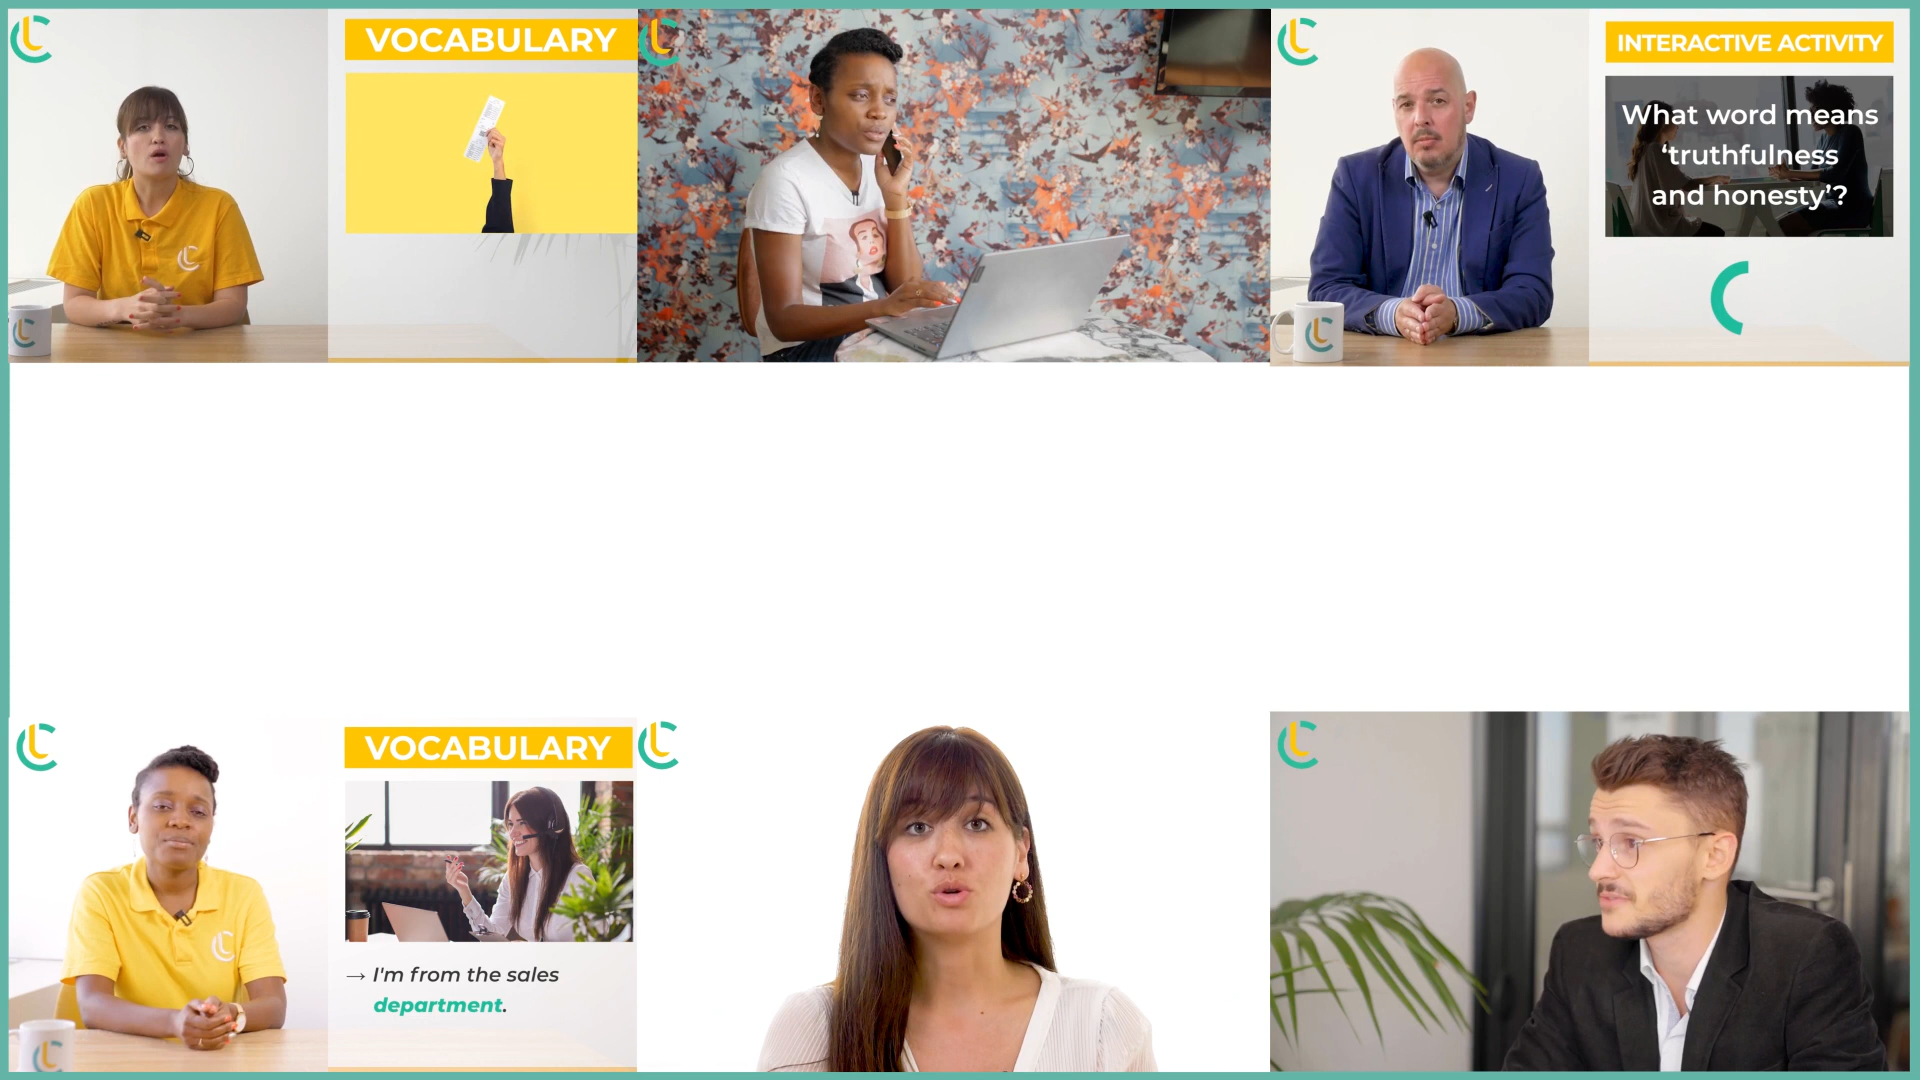 VOCABULARY
INTERACTIVE ACTIVITY
What word means
‘truthfulness
and honesty’?
VOCABULARY
→ I'm from the sales
department.